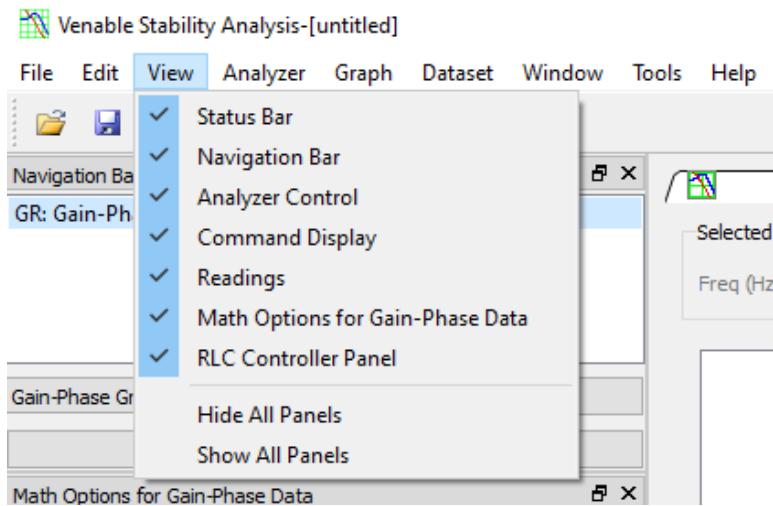 Venable Stability Analysis-[untitled]
File Edit View Analyzer Graph Dataset Window Tools Help
Status Bar
Navigation Bar
Analyzer Control
Command Display
Readings
Math Options for Gain-Phase Data
RLC Controller Panel
Hide All Panels
Show All Panels
Navigation Ba
GR: Gain-Ph
Gain-Phase Gr
Math Options for Gain-Phase Data
Selected
Freq (Hz